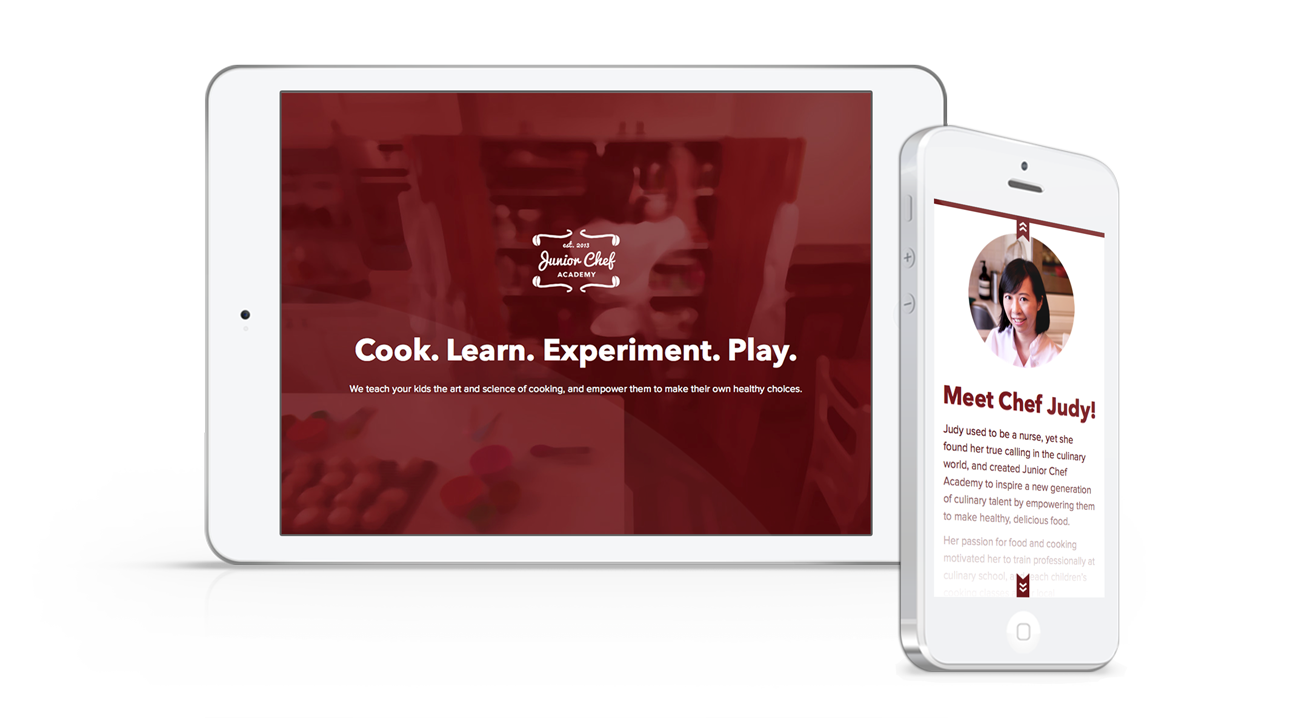 est. 2013
Junior Chef
ACADEMY
Cook. Learn. Experiment. Play.
We teach your kids the art and science of cooking, and empower them to make their own healthy choices.
Meet Chef Judy!
Judy used to be a nurse, yet she
found her true calling in the culinary
world, and created Junior Chef
Academy to inspire a new generation
of culinary talent by empowering them
to make healthy, delicious food.
Her passion for food and cooking
motivated her to train professionally at
culinary school, children's